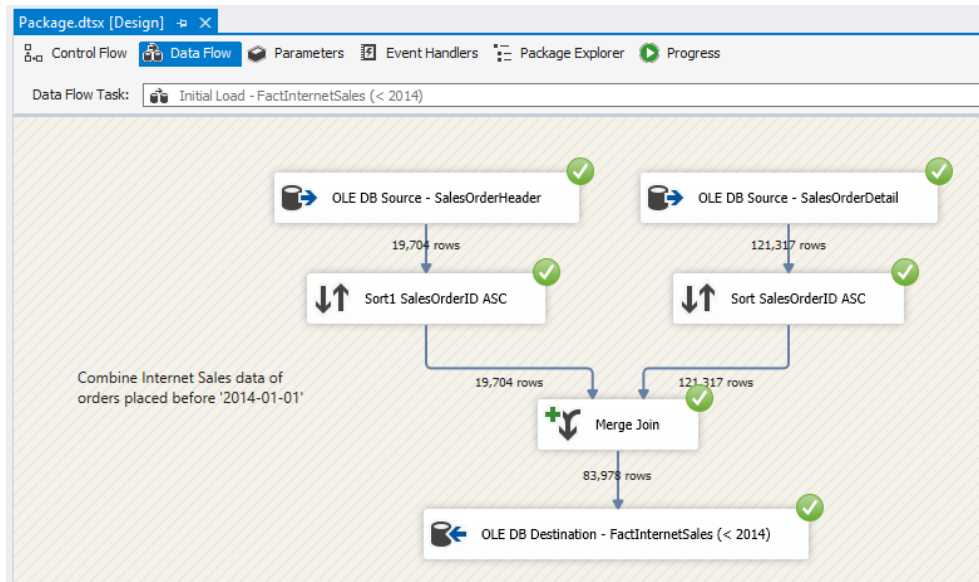 Package.dtsx [Design]
Control Flow Data Flow Parameters Event Handlers Package Explorer Progress
Data Flow Task: Initial Load - FactInternetSales (< 2014)
OLE DB Source - SalesOrderHeader
OLE DB Source - SalesOrderDetail
19,704 rows
121,317 rows
Sort1 SalesOrderID ASC
Sort SalesOrderID ASC
Combine Internet Sales data of
orders placed before '2014-01-01'
19,704 rows
121,317 rows
Merge Join
83,978 rows
OLE DB Destination - FactInternetSales (< 2014)